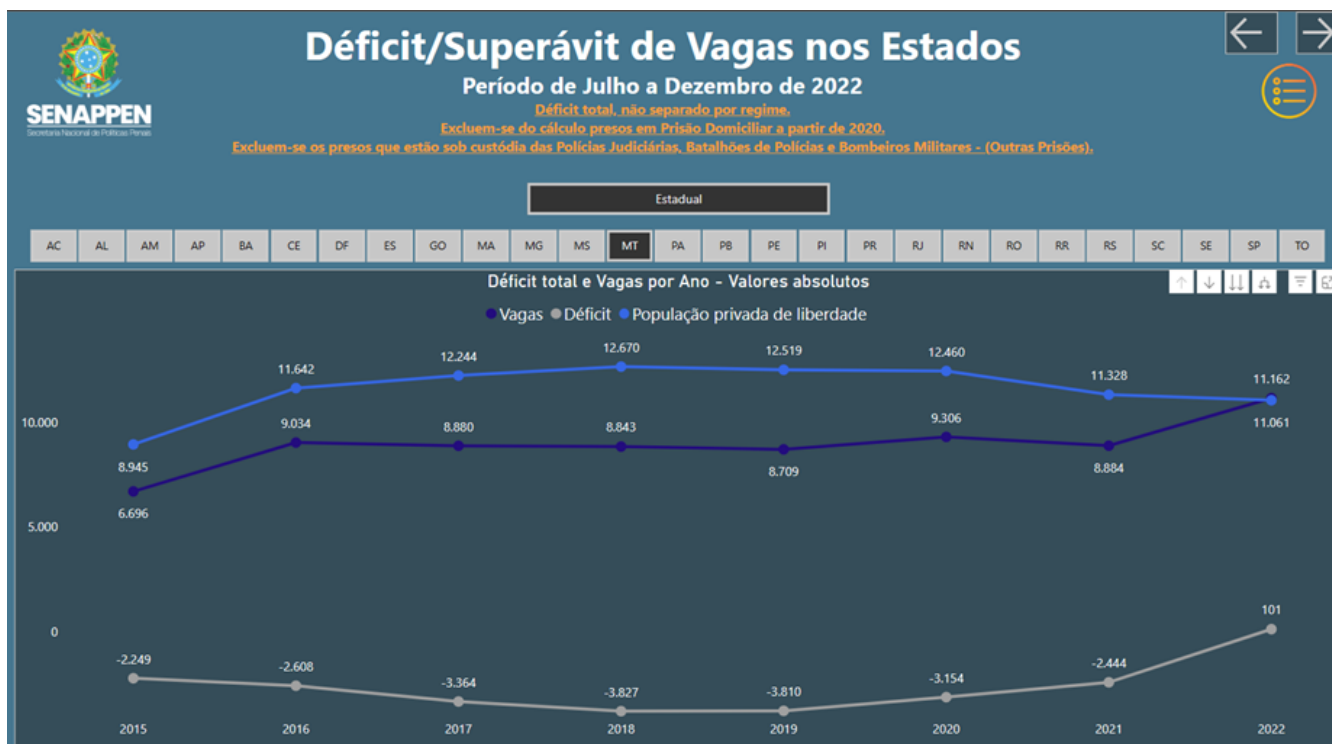 Déficit/Superávit de Vagas nos Estados
Período de Julho a Dezembro de 2022
SENAPPEN
Secretaria Nacional de Políticas Penais
Déficit total, não separado por regime.
Excluem-se do cálculo presos em Prisão Domiciliar a partir de 2020.
Excluem-se os presos que estão sob custódia das Polícias Judiciárias, Batalhões de Polícias e Bombeiros Militares - (Outras Prisões).
Estadual
AC AL AM AP BA CE DF ES GO MA MG MS MT PA PB PE PI PR RJ RN RO RR RS SC SE SP TO
Déficit total e Vagas por Ano - Valores absolutos
Vagas Déficit População privada de liberdade
11.642 12.244 12.670 12.519 12.460 11.328 11.162
10.000
8.945 9.034 8.880 8.843 8.709 9.306 8.884 11.061
6.696
5.000
0
101
-2.249 -2.608 -3.364 -3.827 -3.810 -3.154 -2.444
2015 2016 2017 2018 2019 2020 2021 2022